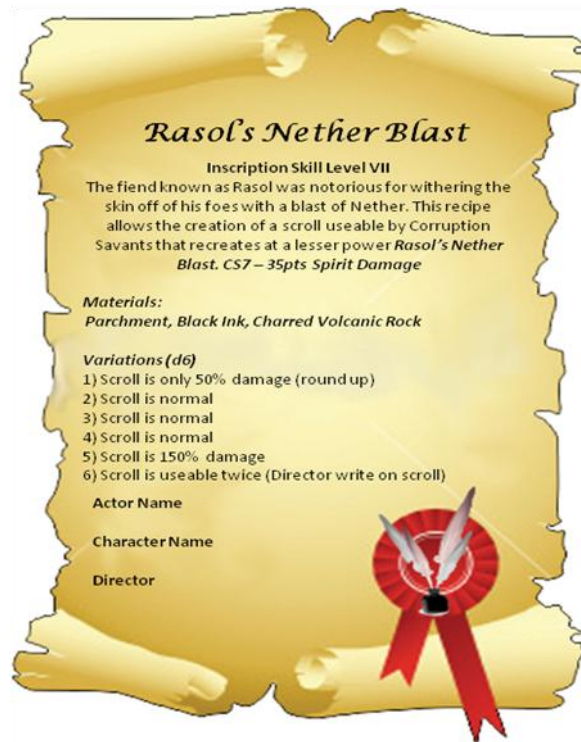 Rasol's Nether Blast
Inscription Skill Level VII
The fiend known as Rasol was notorious for withering the
skin off of his foes with a blast of Nether. This recipe
allows the creation of a scroll useable by Corruption
Savants that recreates at a lesser power Rasol's Nether
Blast. CS7 – 35pts Spirit Damage
Materials:
Parchment, Black Ink, Charred Volcanic Rock
Variations (d6)
1) Scroll is only 50% damage (round up)
2) Scroll is normal
3) Scroll is normal
4) Scroll is normal
5) Scroll is 150% damage
6) Scroll is useable twice (Director write on scroll)
Actor Name
Character Name
Director